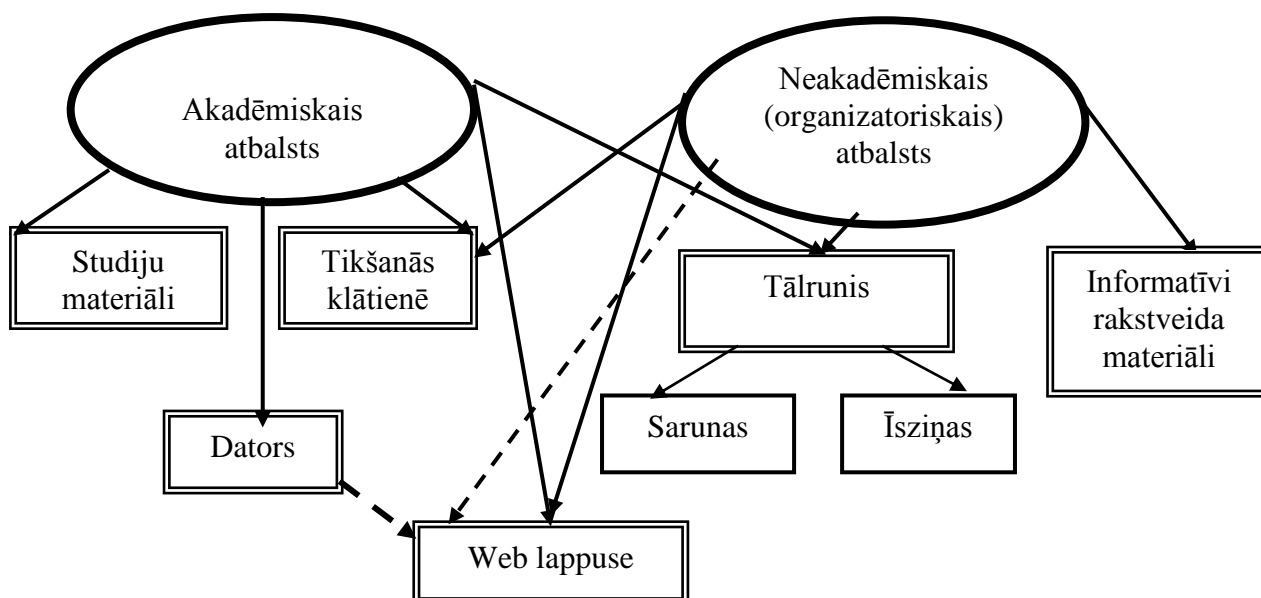 Akadēmiskais
atbalsts
Neakadēmiskais
(organizatoriskais)
atbalsts
Studiju
materiāli
Tikšanās
klātienē
Tālrunis
Informatīvi
rakstveida
materiāli
Dators
Sarunas
Īsziņas
Web lappuse